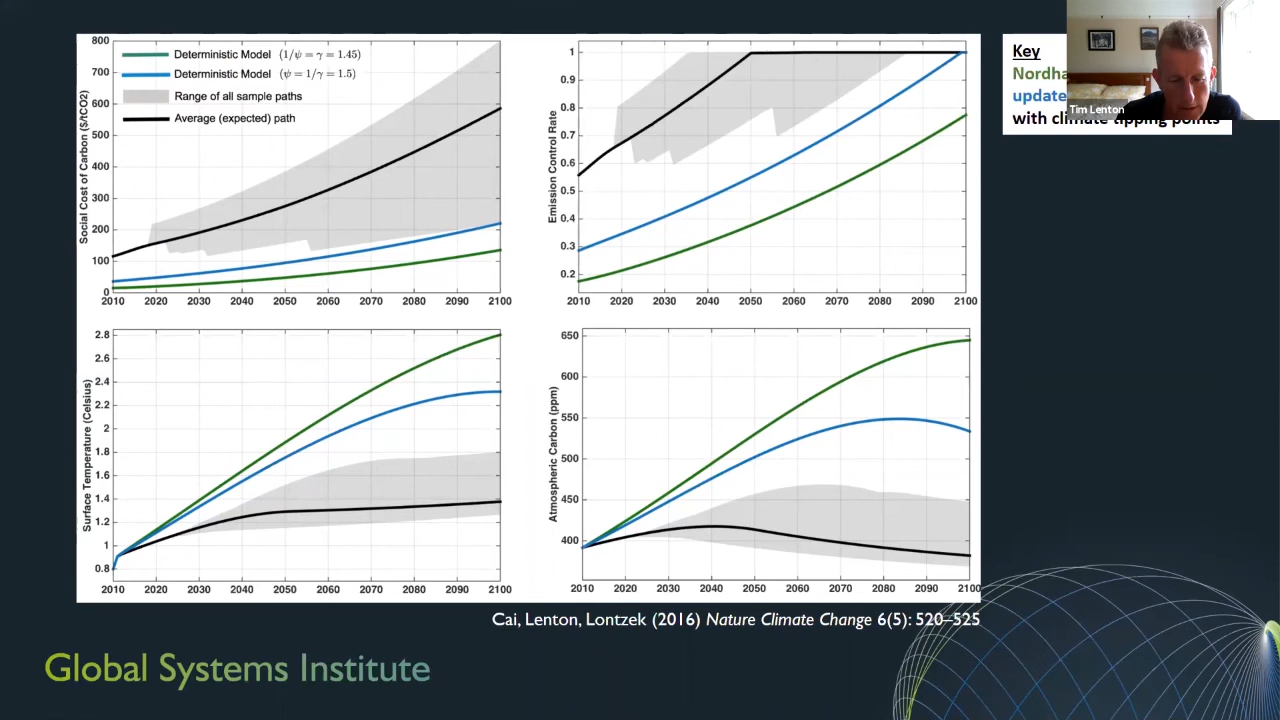 800
700
600
500
400
300
200
100
0
Social Cost of Carbon ($/tCO2)
Deterministic Model (1/ψ = γ = 1.45)
Deterministic Model (ψ = 1/γ = 1.5)
Range of all sample paths
Average (expected) path
2010 2020 2030 2040 2050 2060 2070 2080 2090 2100
1
0.9
0.8
0.7
0.6
0.5
0.4
0.3
0.2
Emission Control Rate
2010 2020 2030 2040 2050 2060 2070 2080 2090 2100
Key
update
Tim Lenton
with climate tipping points
2.8
2.6
2.4
2.2
2
1.8
1.6
1.4
1.2
1
0.8
Surface Temperature (Celsius)
2010 2020 2030 2040 2050 2060 2070 2080 2090 2100
650
600
550
500
450
400
Atmospheric Carbon (ppm)
2010 2020 2030 2040 2050 2060 2070 2080 2090 2100
Cai, Lenton, Lontzek (2016) Nature Climate Change 6(5): 520–525
Global Systems Institute